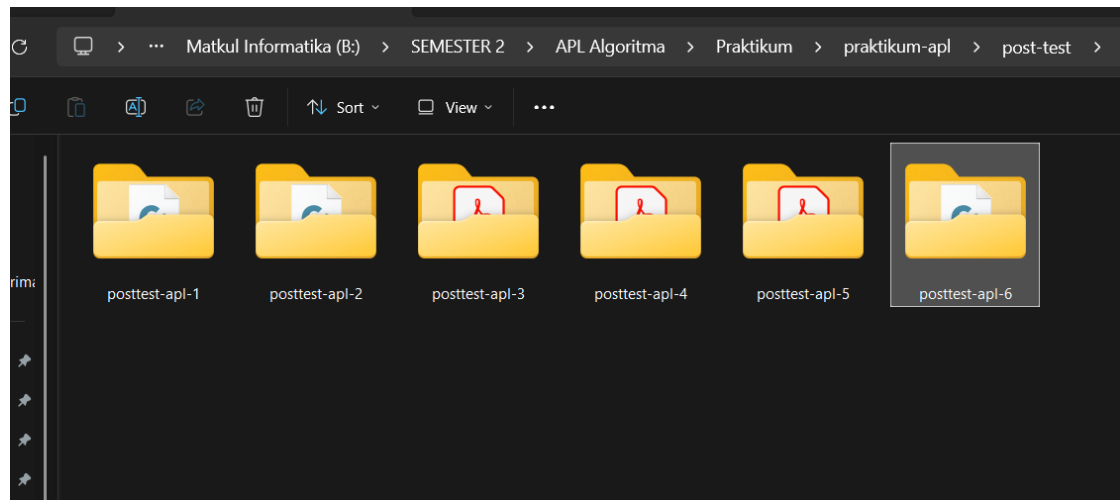 Matkul Informatika (B:) > SEMESTER 2 > APL Algoritma > Praktikum > praktikum-apl > post-test >
Sort View
posttest-apl-1 posttest-apl-2 posttest-apl-3 posttest-apl-4 posttest-apl-5 posttest-apl-6